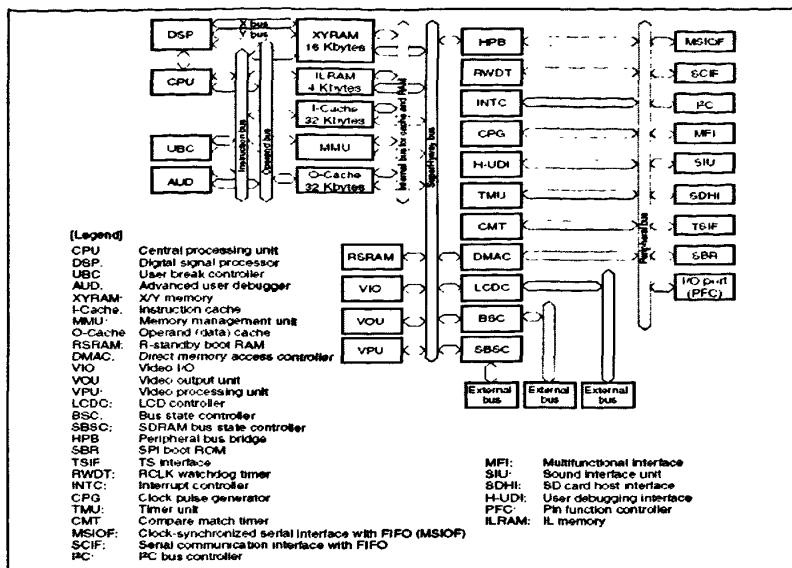 DSP
X bus
Y bus
XYRAM
16 Kbytes
CPU
ILRAM
4 Kbytes
I-Cache
32 Kbytes
UBC
MMU
AUD
O-Cache
32 Kbytes
Instruction bus
Operand bus
Internal bus for cache and RAM
SuperHyway bus
HPB
RWDT
INTC
CPG
H-UDI
TMU
CMT
DMAC
LCDC
BSC
SBSC
RSRAM
VIO
VOU
VPU
Peripheral bus
MSIOF
SCIF
I²C
MFI
SIU
SDHI
TSIF
SBR
I/O port
(PFC)
External
bus
External
bus
External
bus
[Legend]
CPU Central processing unit
DSP. Digital signal processor
UBC User break controller
AUD. Advanced user debugger
XYRAM· X/Y memory
I-Cache. Instruction cache
MMU· Memory management unit
O-Cache Operand (data) cache
RSRAM: R-standby boot RAM
DMAC. Direct memory access controller
VIO Video I/O
VOU Video output unit
VPU· Video processing unit
LCDC: LCD controller
BSC. Bus state controller
SBSC: SDRAM bus state controller
HPB Peripheral bus bridge
SBR SPI boot ROM
TSIF TS interface
RWDT: RCLK watchdog timer
INTC: Interrupt controller
CPG Clock pulse generator
TMU: Timer unit
CMT Compare match timer
MSIOF: Clock-synchronized serial interface with FIFO (MSIOF)
SCIF: Serial communication interface with FIFO
I²C· I²C bus controller
MFI: Multifunctional interface
SIU· Sound interface unit
SDHI: SD card host interface
H-UDI: User debugging interface
PFC· Pin function controller
ILRAM: IL memory